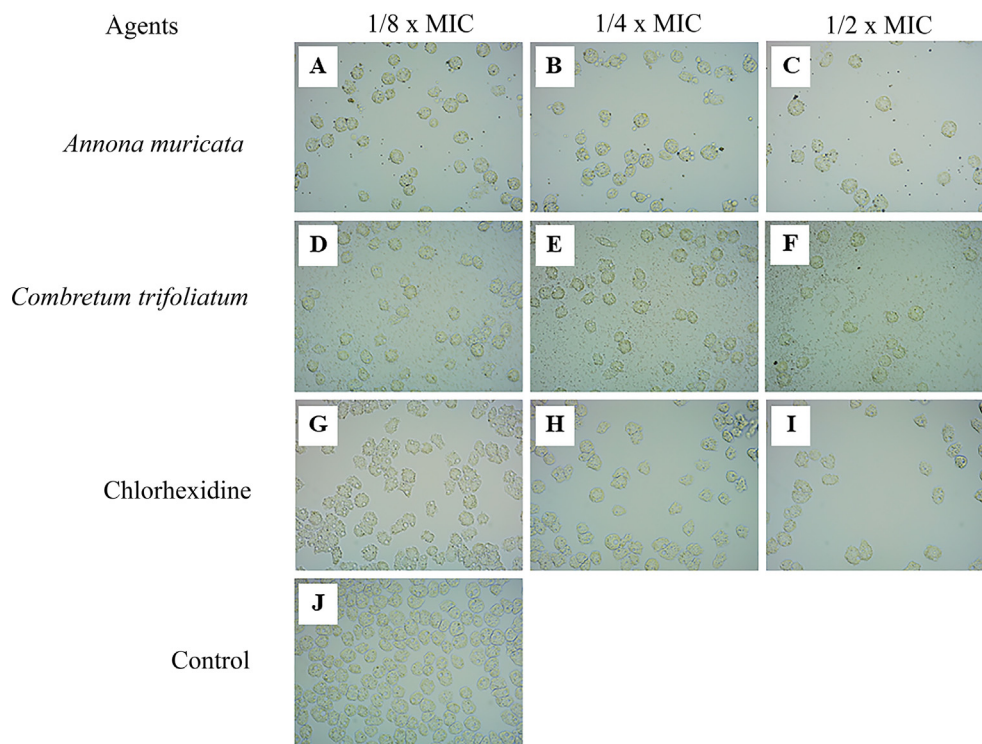 Agents 1/8 x MIC 1/4 x MIC 1/2 x MIC
A B C
Annona muricata
D E F
Combretum trifoliatum
G H I
Chlorhexidine
J
Control